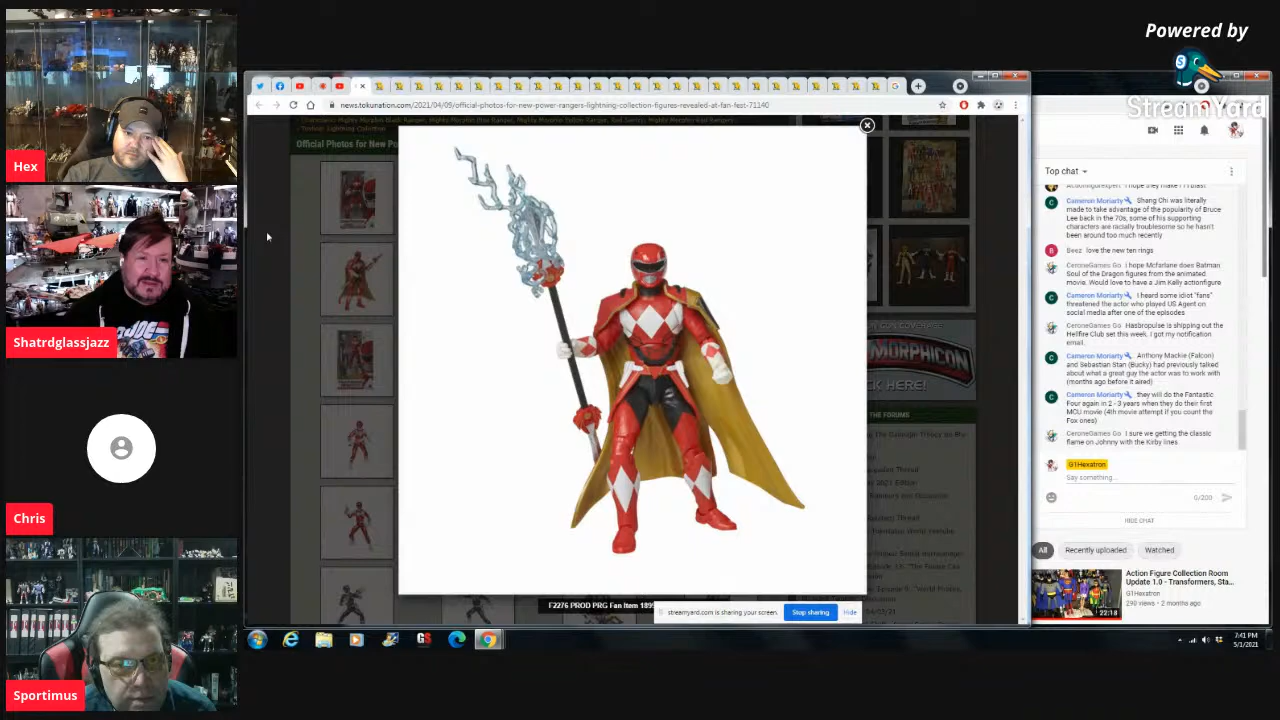 Powered by
StreamYard
Hex
Shatrdglassjazz
Chris
Sportimus
news.tokunation.com/2021/04/09/official-photos-for-new-power-rangers-lightning-collection-figures-revealed-at-fan-fest-71140
Official Photos for New Po
MORPHICON
CK HERE!
THE FORUMS
F2276 PROD PRG Fan Item 1895
streamyard.com is sharing your screen.
Stop sharing
Hide
Top chat
Cameron Moriarty Shang Chi was literally
made to take advantage of the popularity of Bruce
Lee back in the 70s, some of his supporting
characters are racially troublesome so he hasn't
been around too much recently
Beez love the new ten rings
CeroneGames Go I hope Mcfarlane does Batman
Soul of the Dragon figures from the animated
movie. Would love to have a Jim Kelly actionfigure
Cameron Moriarty I heard some idiot "fans"
threatened the actor who played US Agent on
social media after one of the episodes
CeroneGames Go Hasbropulse is shipping out the
Hellfire Club set this week. I got my notification
email.
Cameron Moriarty Anthony Mackie (Falcon)
and Sebastian Stan (Bucky) had previously talked
about what a great guy the actor was to work with
(months ago before it aired)
Cameron Moriarty they will do the Fantastic
Four again in 2 - 3 years when they do their first
MCU movie (4th movie attempt if you count the
Fox ones)
CeroneGames Go I sure we getting the classic
flame on Johnny with the Kirby lines
G1Hexatron
Say something...
0/200
HIDE CHAT
All
Recently uploaded
Watched
Action Figure Collection Room
Update 1.0 - Transformers, Sta...
G1Hexatron
290 views • 2 months ago
22:18
7:41 PM
5/1/2021